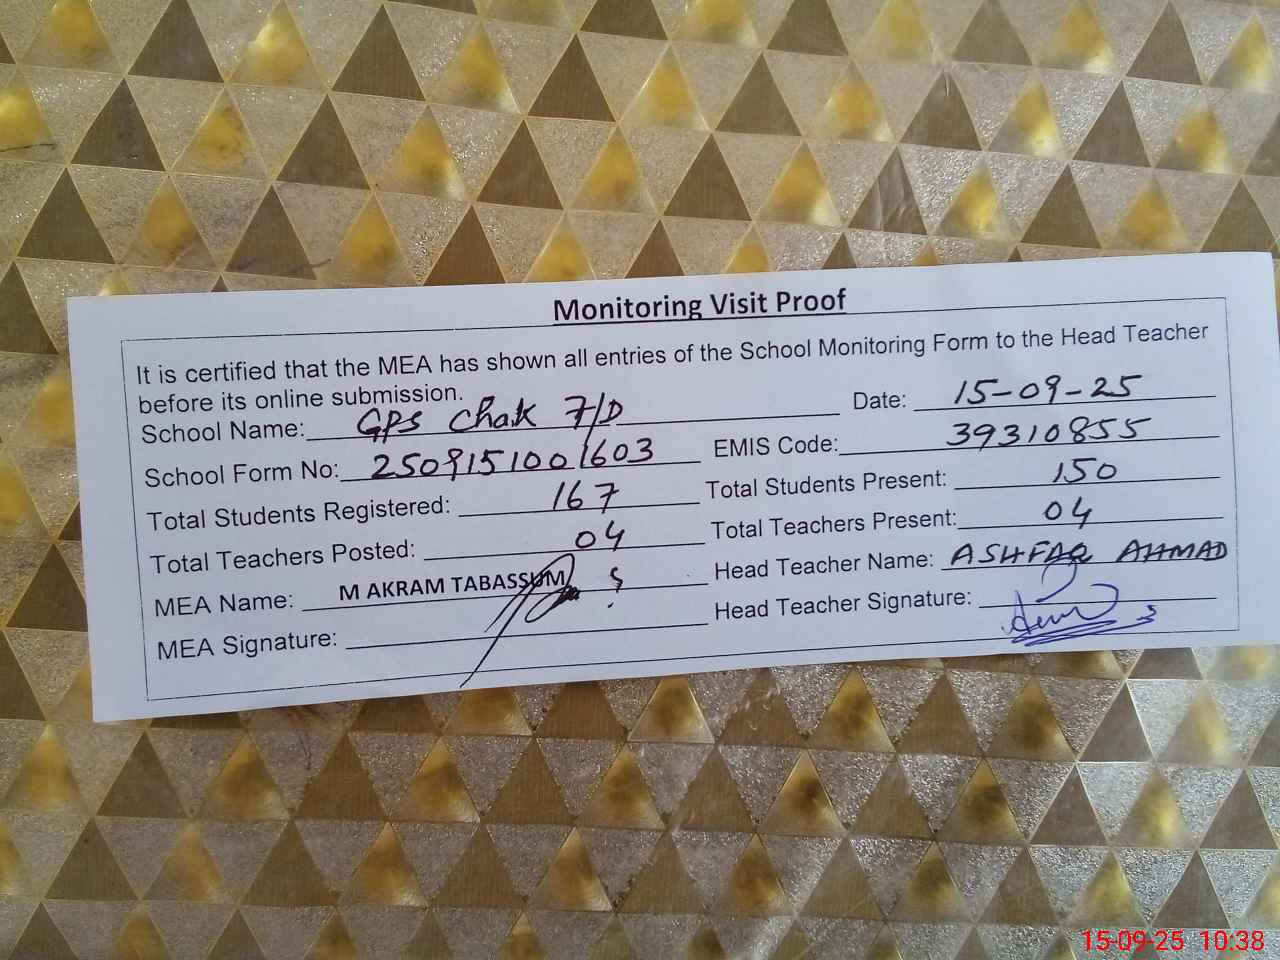 Monitoring Visit Proof
It is certified that the MEA has shown all entries of the School Monitoring Form to the Head Teacher
before its online submission.
School Name: GPS Chak 7/D Date: 15-09-25
School Form No: 2509151001603 EMIS Code: 39310855
Total Students Registered: 167 Total Students Present: 150
Total Teachers Posted: 04 Total Teachers Present: 04
MEA Name: M AKRAM TABASSUM Head Teacher Name: ASHFAQ AHMAD
MEA Signature: Head Teacher Signature:
15-09-25 10:38